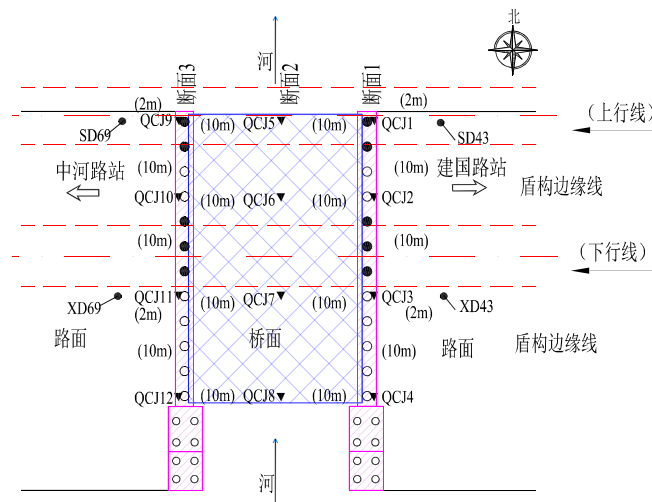 北
河
断面3
断面2
断面1
(2m)
(2m)
QCJ9
(10m)
QCJ5
(10m)
QCJ1
(上行线)
SD69
SD43
(10m)
(10m)
中河路站
建国路站
盾构边缘线
QCJ10
(10m)
QCJ6
(10m)
QCJ2
(10m)
(10m)
(下行线)
QCJ11
(10m)
QCJ7
(10m)
QCJ3
XD69
(2m)
(2m)
XD43
路面
桥面
路面
盾构边缘线
(10m)
(10m)
QCJ12
(10m)
QCJ8
(10m)
QCJ4
河